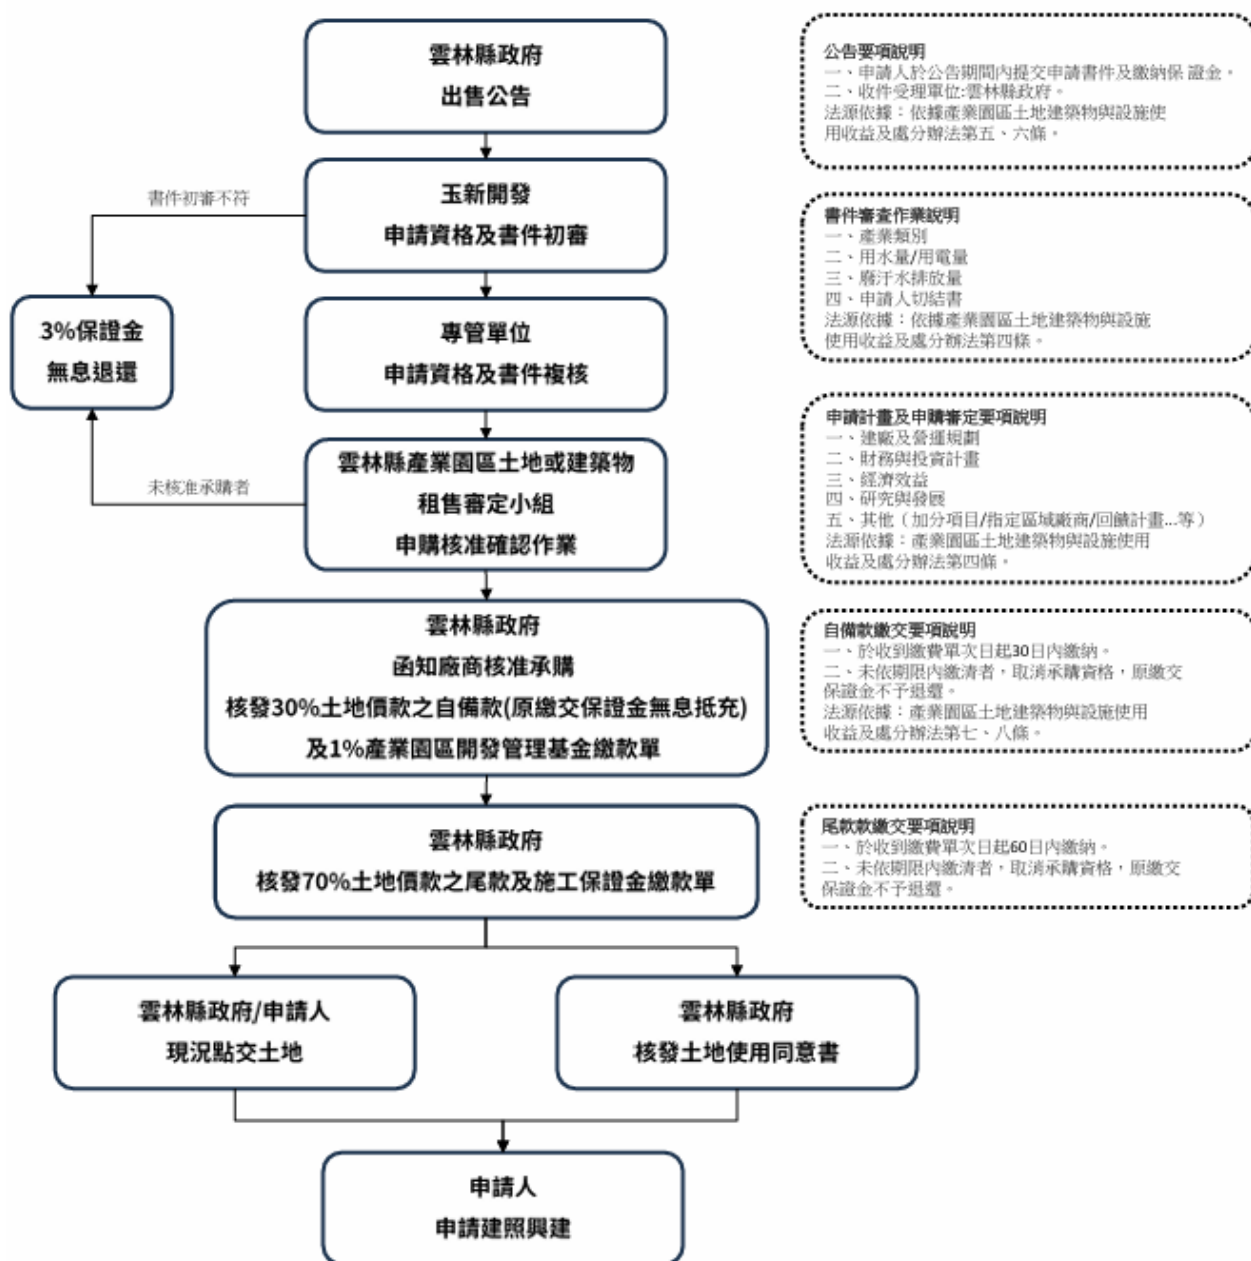 雲林縣政府
出售公告
公告要項說明
一、申請人於公告期間內提交申請書件及繳納保 證金。
二、收件受理單位:雲林縣政府。
法源依據：依據產業園區土地建築物與設施使
用收益及處分辦法第五、六條。
書件初審不符
玉新開發
申請資格及書件初審
書件審查作業說明
一、產業類別
二、用水量/用電量
三、廢汙水排放量
四、申請人切結書
法源依據：依據產業園區土地建築物與設施
使用收益及處分辦法第四條。
3%保證金
無息退還
專管單位
申請資格及書件複核
未核准承購者
雲林縣產業園區土地或建築物
租售審定小組
申購核准確認作業
申請計畫及申購審定要項說明
一、建廠及營運規劃
二、財務與投資計畫
三、經濟效益
四、研究與發展
五、其他（加分項目/指定區域廠商/回饋計畫...等）
法源依據：產業園區土地建築物與設施使用
收益及處分辦法第四條。
雲林縣政府
函知廠商核准承購
核發30%土地價款之自備款(原繳交保證金無息抵充)
及1%產業園區開發管理基金繳款單
自備款繳交要項說明
一、於收到繳費單次日起30日內繳納。
二、未依期限內繳清者，取消承購資格，原繳交
保證金不予退還。
法源依據：產業園區土地建築物與設施使用
收益及處分辦法第七、八條。
雲林縣政府
核發70%土地價款之尾款及施工保證金繳款單
尾款款繳交要項說明
一、於收到繳費單次日起60日內繳納。
二、未依期限內繳清者，取消承購資格，原繳交
保證金不予退還。
雲林縣政府/申請人
現況點交土地
雲林縣政府
核發土地使用同意書
申請人
申請建照興建